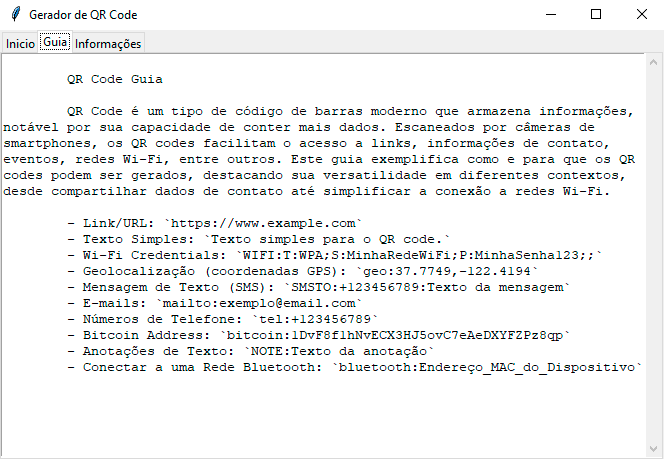 Gerador de QR Code
Inicio Guia Informações
QR Code Guia
QR Code é um tipo de código de barras moderno que armazena informações,
notável por sua capacidade de conter mais dados. Escaneados por câmeras de
smartphones, os QR codes facilitam o acesso a links, informações de contato,
eventos, redes Wi-Fi, entre outros. Este guia exemplifica como e para que os QR
codes podem ser gerados, destacando sua versatilidade em diferentes contextos,
desde compartilhar dados de contato até simplificar a conexão a redes Wi-Fi.
- Link/URL: `https://www.example.com`
- Texto Simples: `Texto simples para o QR code.`
- Wi-Fi Credentials: `WIFI:T:WPA;S:MinhaRedeWiFi;P:MinhaSenha123;;`
- Geolocalização (coordenadas GPS): `geo:37.7749,-122.4194`
- Mensagem de Texto (SMS): `SMSTO:+123456789:Texto da mensagem`
- E-mails: `mailto:exemplo@email.com`
- Números de Telefone: `tel:+123456789`
- Bitcoin Address: `bitcoin:1DvF8f1hNvECX3HJ5ovC7eAeDXYFZPz8qp`
- Anotações de Texto: `NOTE:Texto da anotação`
- Conectar a uma Rede Bluetooth: `bluetooth:Endereço_MAC_do_Dispositivo`